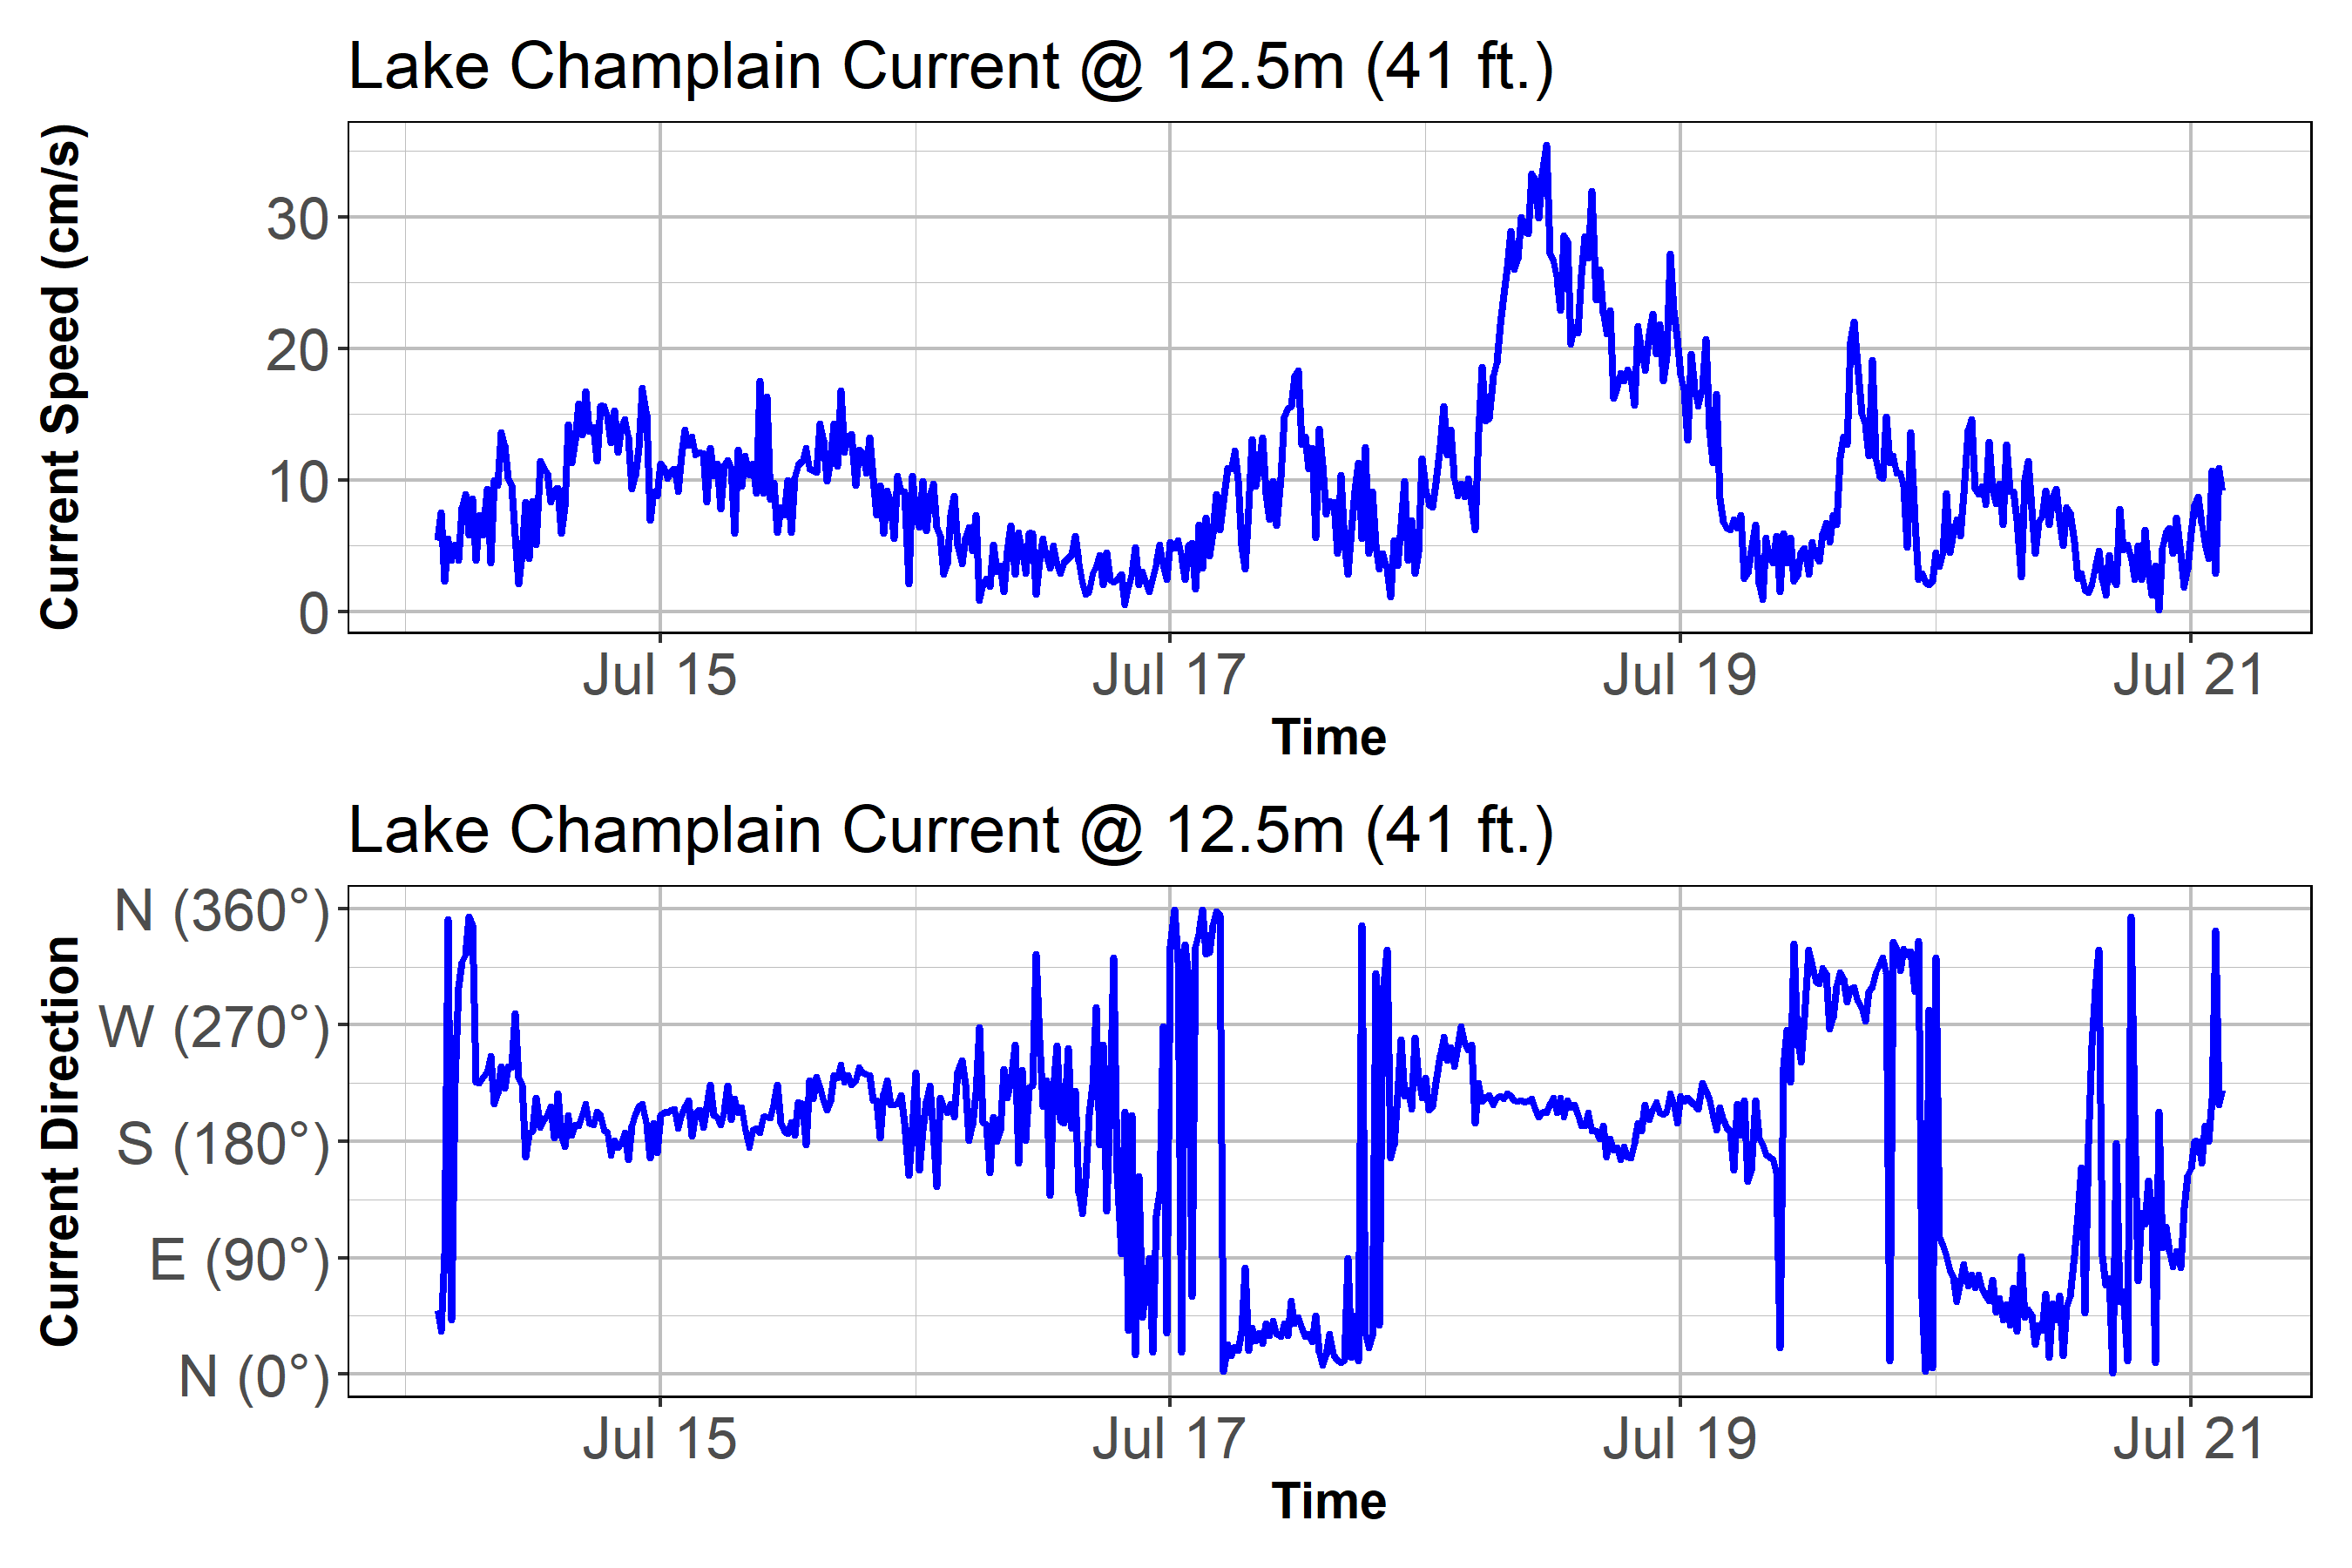 Lake Champlain Current @ 12.5m (41 ft.)
Current Speed (cm/s)
30
20
10
0
Jul 15 Jul 17 Jul 19 Jul 21
Time
Lake Champlain Current @ 12.5m (41 ft.)
Current Direction
N (360°)
W (270°)
S (180°)
E (90°)
N (0°)
Jul 15 Jul 17 Jul 19 Jul 21
Time